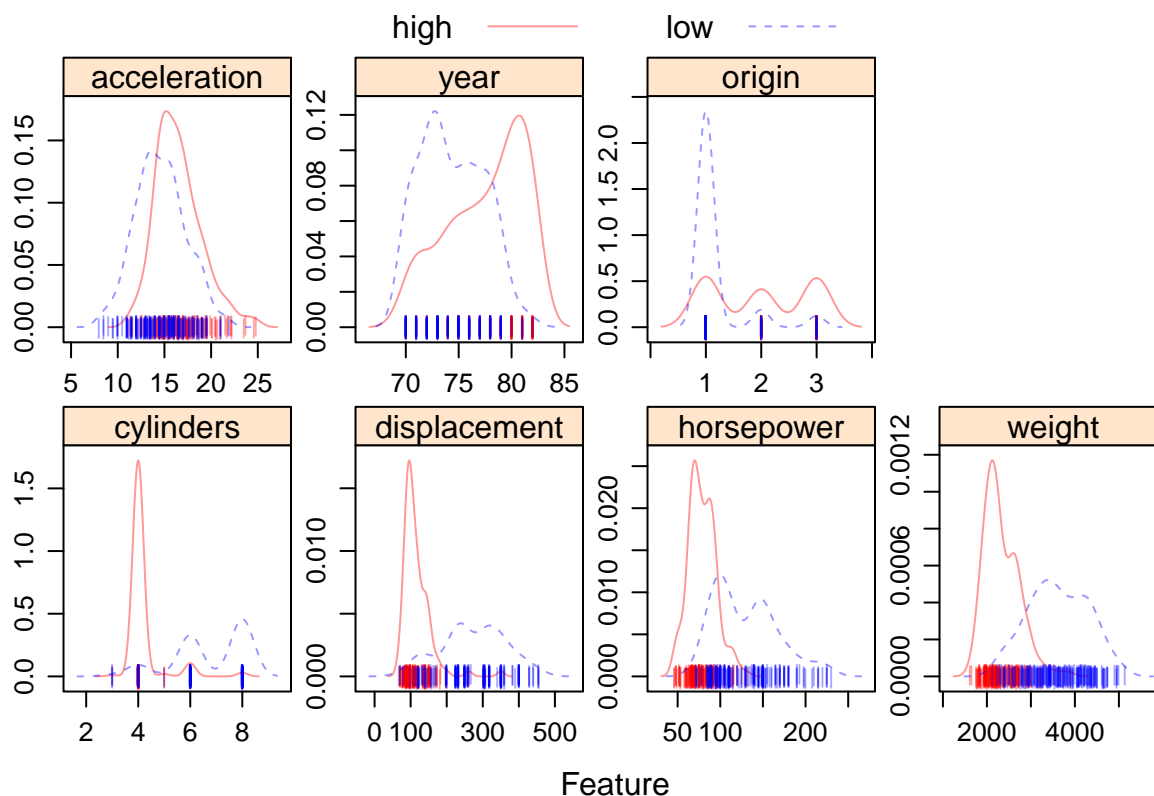 high low
acceleration year origin
0.00 0.05 0.10 0.15
5 10 15 20 25
0.00 0.04 0.08 0.12
70 75 80 85
0.0 0.5 1.0 2.0
1 2 3
cylinders displacement horsepower weight
0.0 0.5 1.0 1.5
2 4 6 8
0.000 0.010
0 100 300 500
0.000 0.010 0.020
50 100 200
0.0000 0.0006 0.0012
2000 4000
Feature